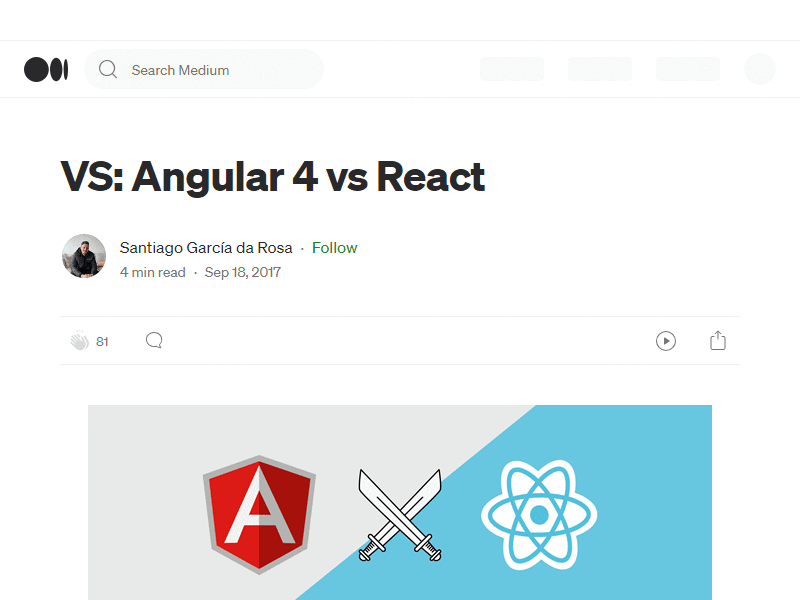 Search Medium
VS: Angular 4 vs React
Santiago García da Rosa · Follow
4 min read · Sep 18, 2017
81
A